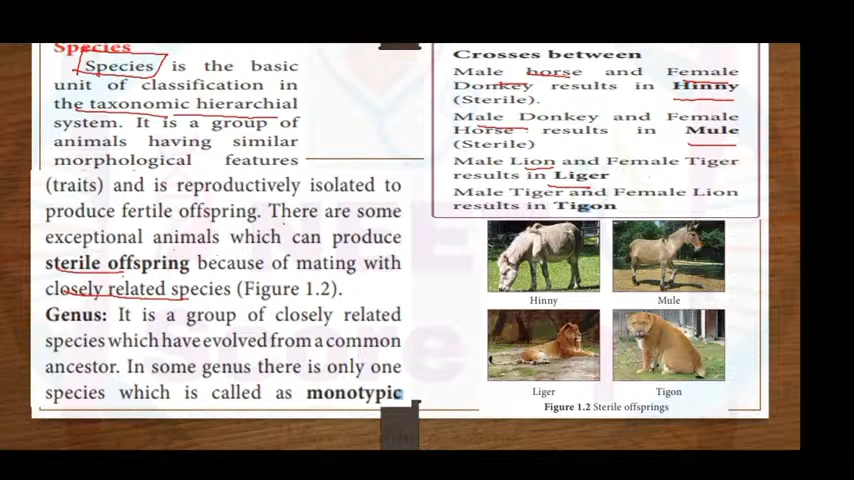 Species
Species is the basic
unit of classification in
the taxonomic hierarchial
system. It is a group of
animals having similar
morphological features
(traits) and is reproductively isolated to
produce fertile offspring. There are some
exceptional animals which can produce
sterile offspring because of mating with
closely related species (Figure 1.2).
Genus: It is a group of closely related
species which have evolved from a common
ancestor. In some genus there is only one
species which is called as monotypic
Crosses between
Male horse and Female
Donkey results in Hinny
(Sterile).
Male Donkey and Female
Horse results in Mule
(Sterile)
Male Lion and Female Tiger
results in Liger
Male Tiger and Female Lion
results in Tigon
Hinny
Mule
Liger
Tigon
Figure 1.2 Sterile offsprings